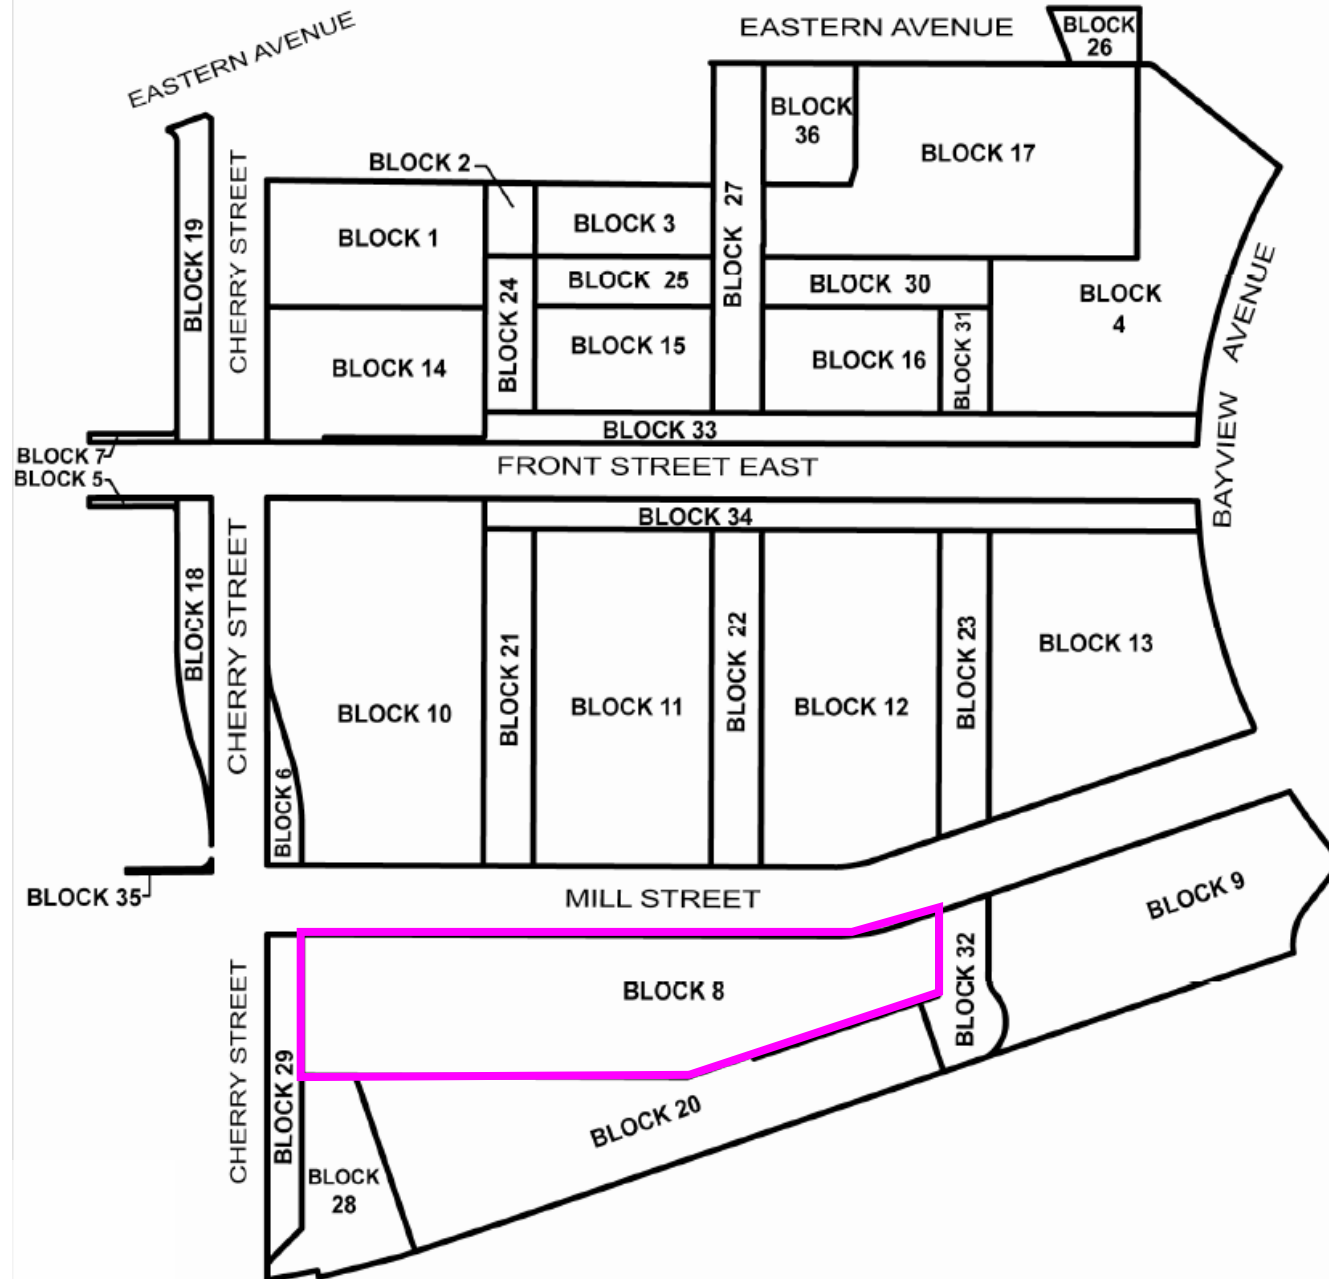 EASTERN AVENUE
EASTERN AVENUE
BLOCK
26
BLOCK
36
BLOCK 17
BLOCK 2
CHERRY STREET
BLOCK 19
BLOCK 1
BLOCK 3
BLOCK 27
BLOCK 25
BLOCK 30
BLOCK
4
BAYVIEW AVENUE
BLOCK 24
BLOCK 14
BLOCK 15
BLOCK 16
BLOCK 31
BLOCK 33
BLOCK 7
FRONT STREET EAST
BLOCK 5
BLOCK 34
BLOCK 18
CHERRY STREET
BLOCK 10
BLOCK 21
BLOCK 11
BLOCK 22
BLOCK 12
BLOCK 23
BLOCK 13
BLOCK 6
BLOCK 35
MILL STREET
BLOCK 9
BLOCK 8
BLOCK 32
CHERRY STREET
BLOCK 29
BLOCK 20
BLOCK
28